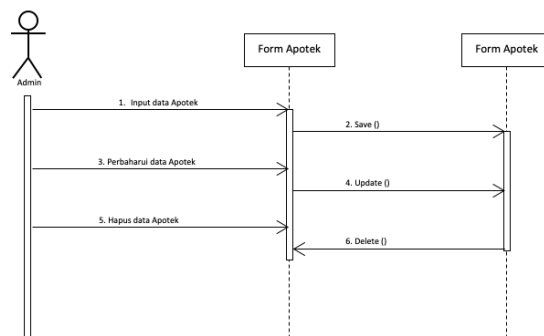 Form Apotek
Form Apotek
Admin
1. Input data Apotek
2. Save ()
3. Perbaharui data Apotek
4. Update ()
5. Hapus data Apotek
6. Delete ()